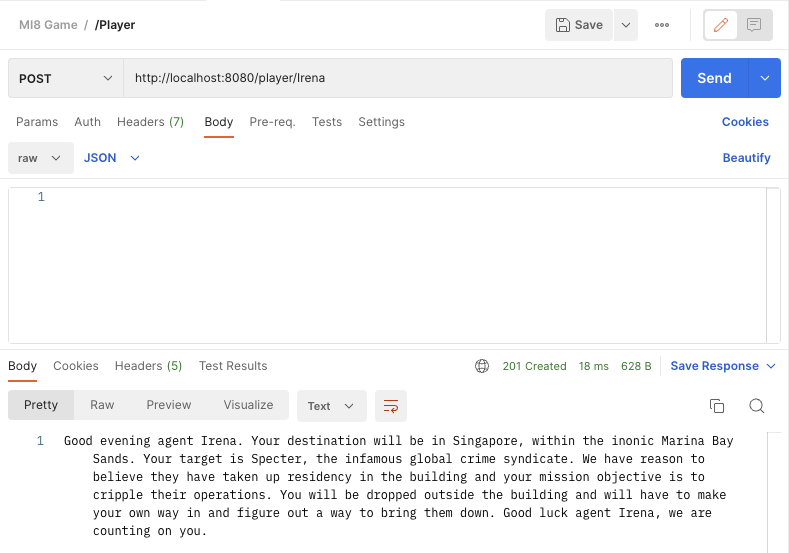 MI8 Game / /Player
Save
POST http://localhost:8080/player/Irena Send
Params Auth Headers (7) Body Pre-req. Tests Settings Cookies
raw JSON Beautify
1
Body Cookies Headers (5) Test Results 201 Created 18 ms 628 B Save Response
Pretty Raw Preview Visualize Text
1 Good evening agent Irena. Your destination will be in Singapore, within the inonic Marina Bay
Sands. Your target is Specter, the infamous global crime syndicate. We have reason to
believe they have taken up residency in the building and your mission objective is to
cripple their operations. You will be dropped outside the building and will have to make
your own way in and figure out a way to bring them down. Good luck agent Irena, we are
counting on you.